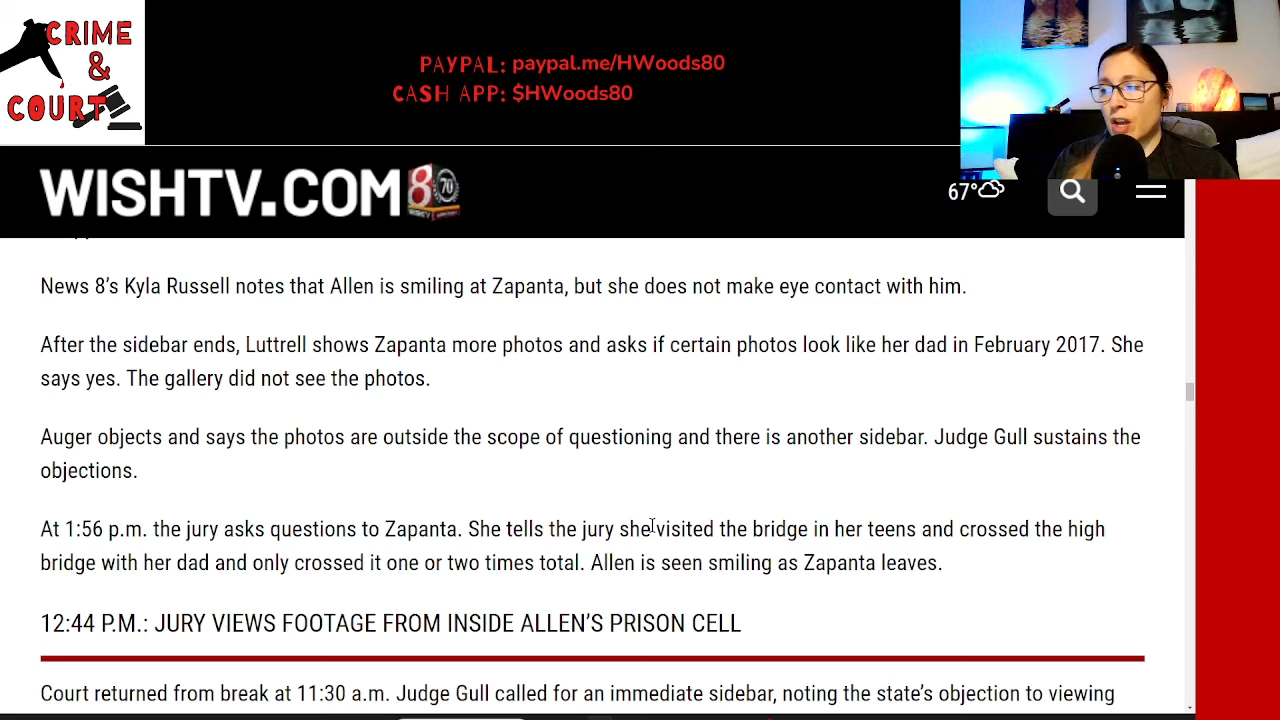 CRIME
&
COURT
PAYPAL: paypal.me/HWoods80
CASH APP: $HWoods80
WISHTV.COM 8 70
67°
News 8’s Kyla Russell notes that Allen is smiling at Zapanta, but she does not make eye contact with him.
After the sidebar ends, Luttrell shows Zapanta more photos and asks if certain photos look like her dad in February 2017. She
says yes. The gallery did not see the photos.
Auger objects and says the photos are outside the scope of questioning and there is another sidebar. Judge Gull sustains the
objections.
At 1:56 p.m. the jury asks questions to Zapanta. She tells the jury she visited the bridge in her teens and crossed the high
bridge with her dad and only crossed it one or two times total. Allen is seen smiling as Zapanta leaves.
12:44 P.M.: JURY VIEWS FOOTAGE FROM INSIDE ALLEN’S PRISON CELL
Court returned from break at 11:30 a.m. Judge Gull called for an immediate sidebar, noting the state’s objection to viewing